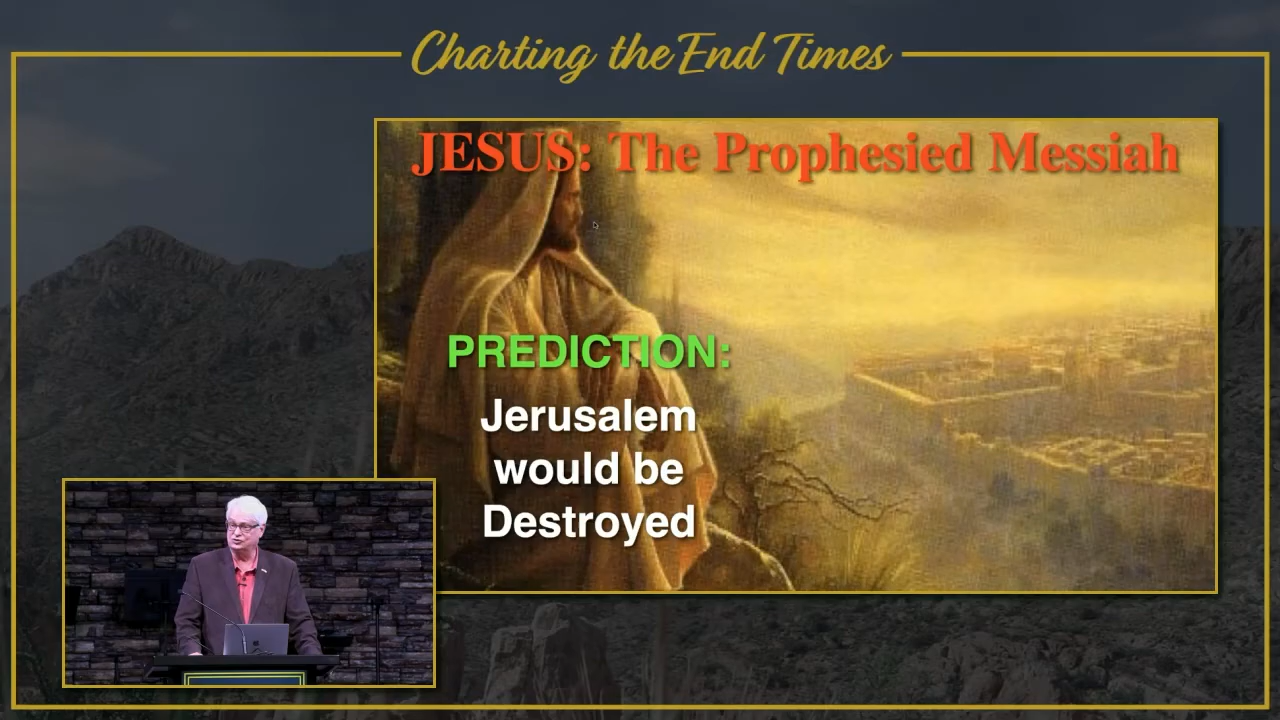 Charting the End Times
JESUS: The Prophesied Messiah
PREDICTION:
Jerusalem
would be
Destroyed